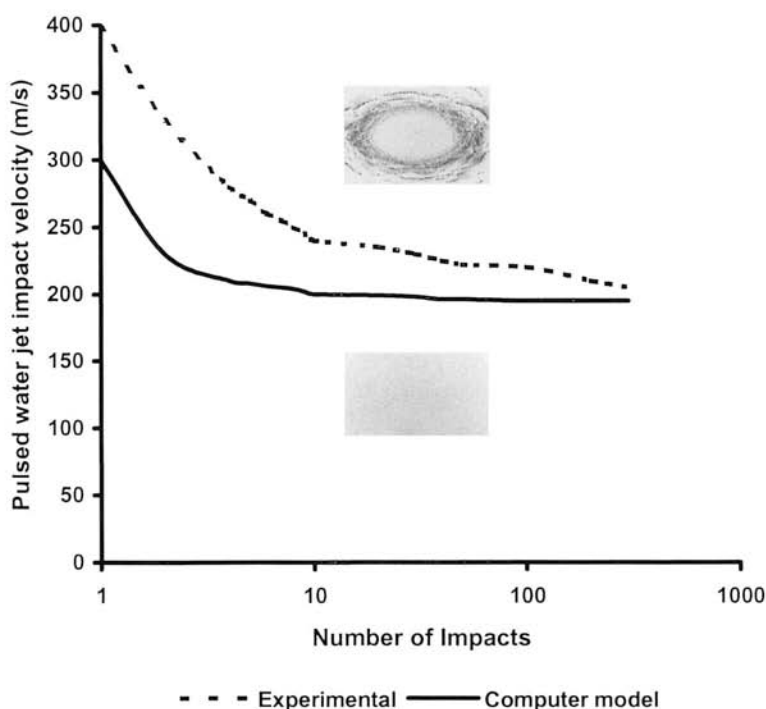 Pulsed water jet impact velocity (m/s)
400
350
300
250
200
150
100
50
0
1 10 100 1000
Number of Impacts
Experimental Computer model